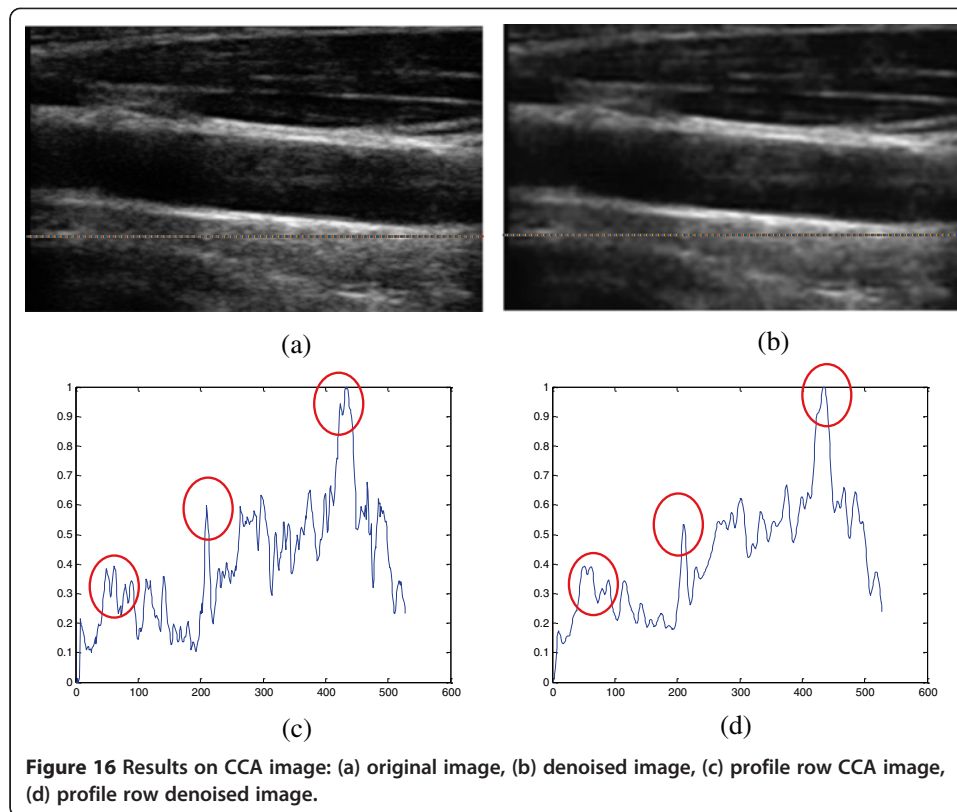 (a)
(b)
1
0.9
0.8
0.7
0.6
0.5
0.4
0.3
0.2
0.1
0
0 100 200 300 400 500 600
(c)
1
0.9
0.8
0.7
0.6
0.5
0.4
0.3
0.2
0.1
0
0 100 200 300 400 500 600
(d)
Figure 16 Results on CCA image: (a) original image, (b) denoised image, (c) profile row CCA image,
(d) profile row denoised image.